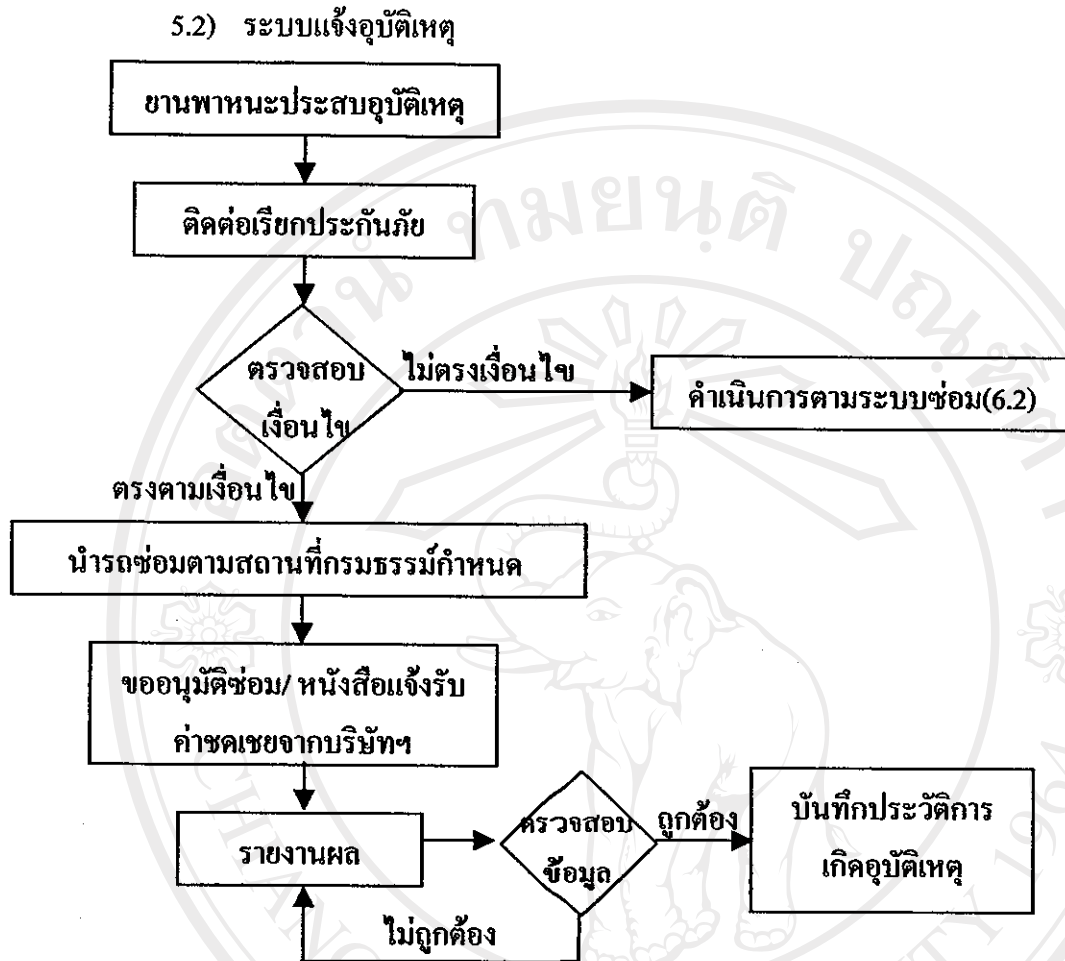 5.2) ระบบแจ้งอุบัติเหตุ
ยานพาหนะประสบอุบัติเหตุ
ติดต่อเรียกประกันภัย
ตรวจสอบ
เงื่อนไข
ไม่ตรงเงื่อนไข
ดำเนินการตามระบบซ่อม(6.2)
ตรงตามเงื่อนไข
นำรถซ่อมตามสถานที่กรมธรรม์กำหนด
ขออนุมัติซ่อม/ หนังสือแจ้งรับ
ค่าชดเชยจากบริษัทฯ
รายงานผล
ตรวจสอบ
ข้อมูล
ถูกต้อง
บันทึกประวัติการ
เกิดอุบัติเหตุ
ไม่ถูกต้อง